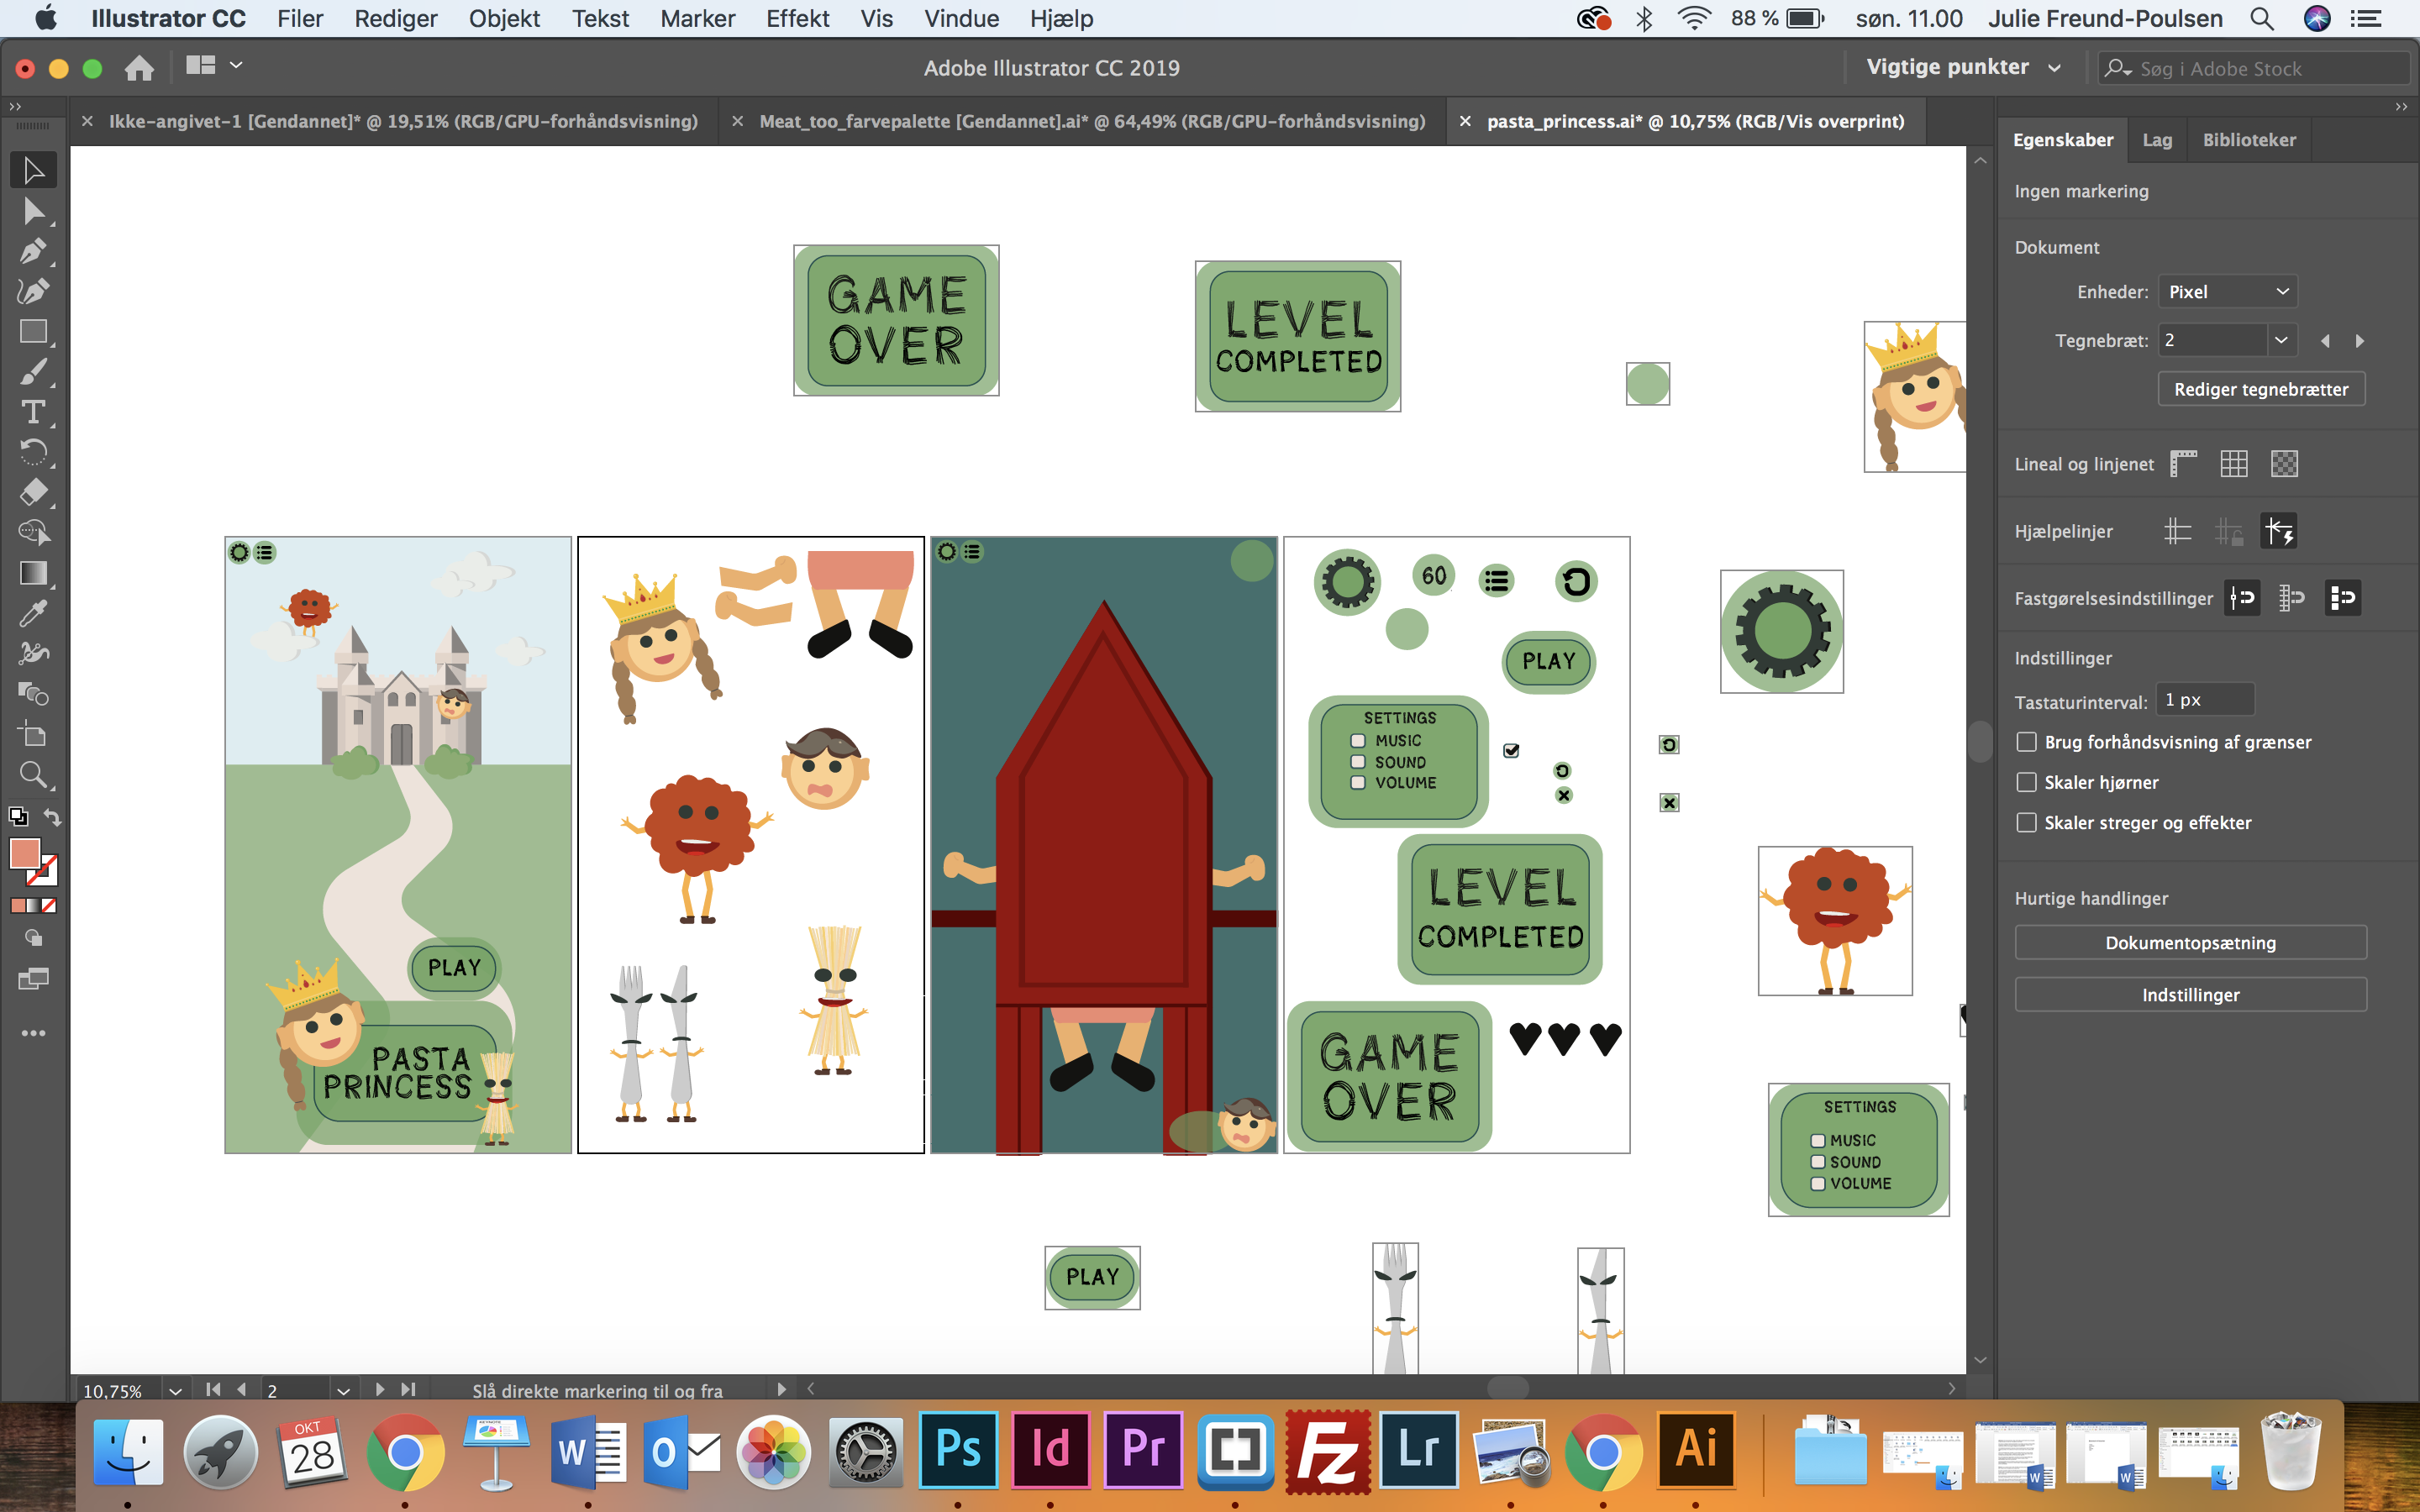 Illustrator CC Filer Rediger Objekt Tekst Marker Effekt Vis Vindue Hjælp 88 % søn. 11.00 Julie Freund-Poulsen
Adobe Illustrator CC 2019 Vigtige punkter Søg i Adobe Stock
Ikke-angivet-1 [Gendannet]* @ 19,51% (RGB/GPU-forhåndsvisning) Meat_too_farvepalette [Gendannet].ai* @ 64,49% (RGB/GPU-forhåndsvisning) pasta_princess.ai* @ 10,75% (RGB/Vis overprint)
GAME
OVER
LEVEL
COMPLETED
PLAY
PASTA
PRINCESS
60
PLAY
SETTINGS
MUSIC
SOUND
VOLUME
LEVEL
COMPLETED
GAME
OVER
SETTINGS
MUSIC
SOUND
VOLUME
PLAY
Egenskaber Lag Biblioteker
Ingen markering
Dokument
Enheder: Pixel
Tegnebræt: 2
Rediger tegnebrætter
Lineal og linjenet
Hjælpelinjer
Fastgørelsesindstillinger
Indstillinger
Tastaturinterval: 1 px
Brug forhåndsvisning af grænser
Skaler hjørner
Skaler streger og effekter
Hurtige handlinger
Dokumentopsætning
Indstillinger
10,75% 2 Slå direkte markering til og fra
OKT
28
W
O
Ps
Id
Pr
Fz
Lr
Ai
W
W